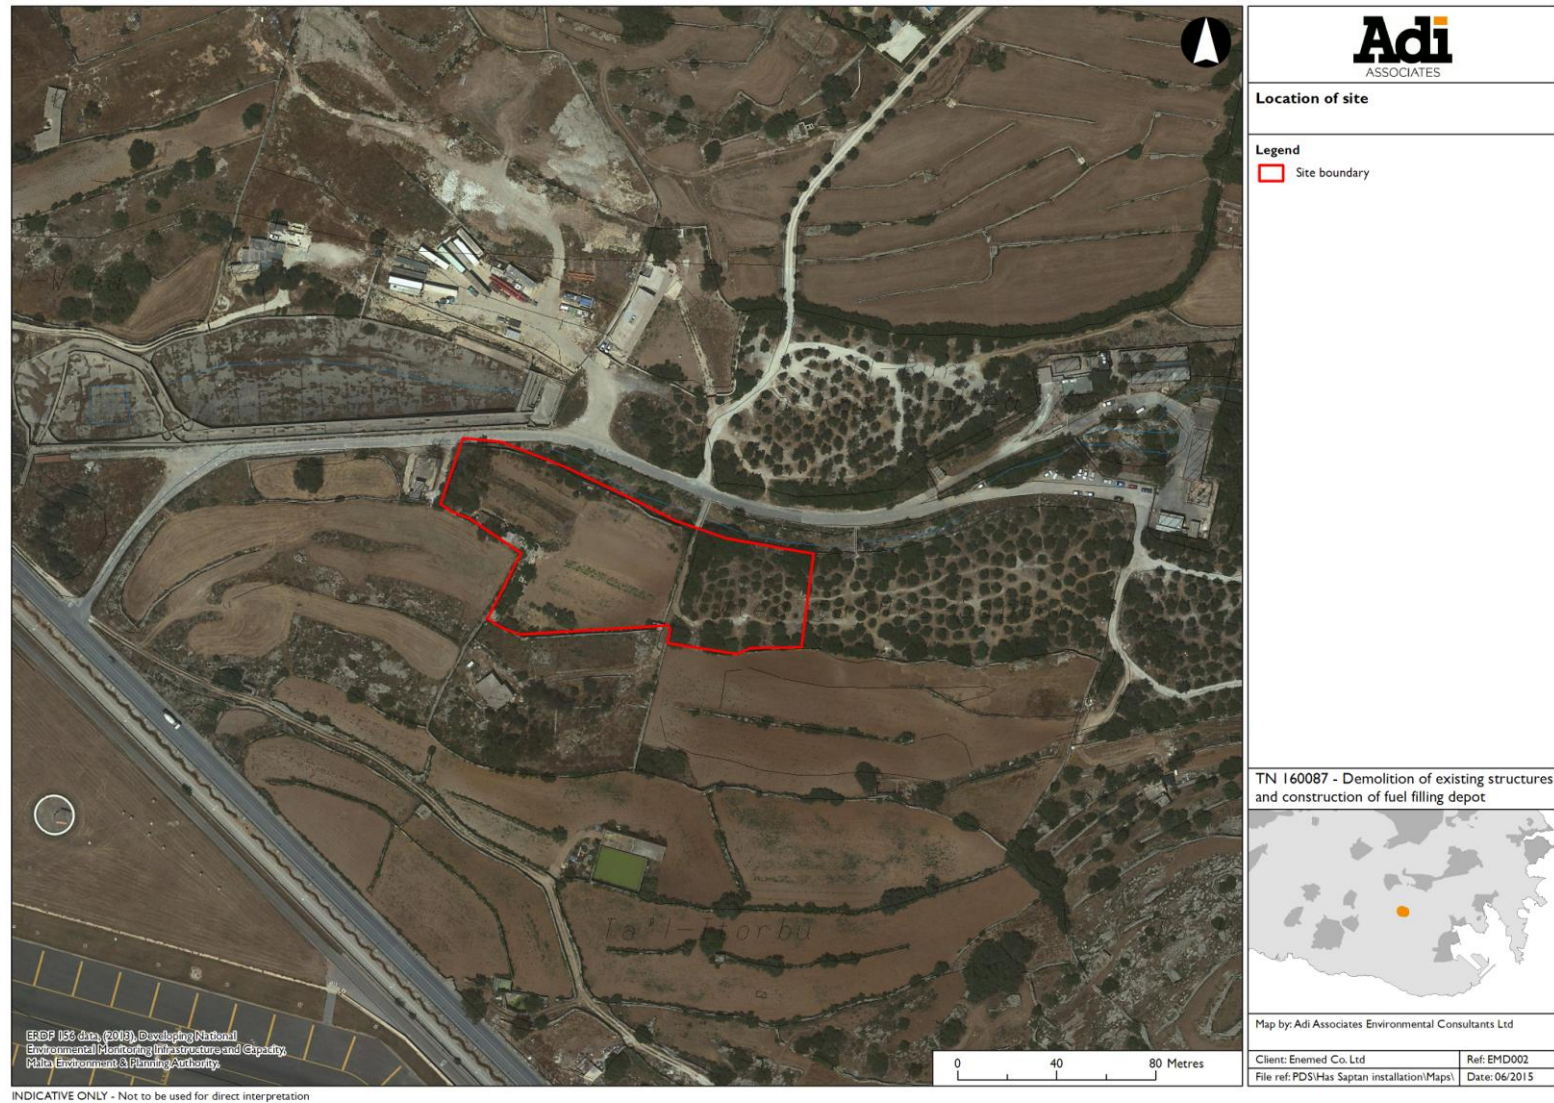 Adi
ASSOCIATES
Location of site
Legend
Site boundary
TN 160087 - Demolition of existing structures
and construction of fuel filling depot
Map by: Adi Associates Environmental Consultants Ltd
Client: Enemed Co. Ltd
Ref: EMD002
File ref: PDS\Has Saptan installation\Maps\
Date: 06/2015
ERDF 156 data, (2013), Developing National
Environmental Monitoring Infrastructure and Capacity,
Malta Environment & Planning Authority.
0 40 80 Metres
INDICATIVE ONLY - Not to be used for direct interpretation